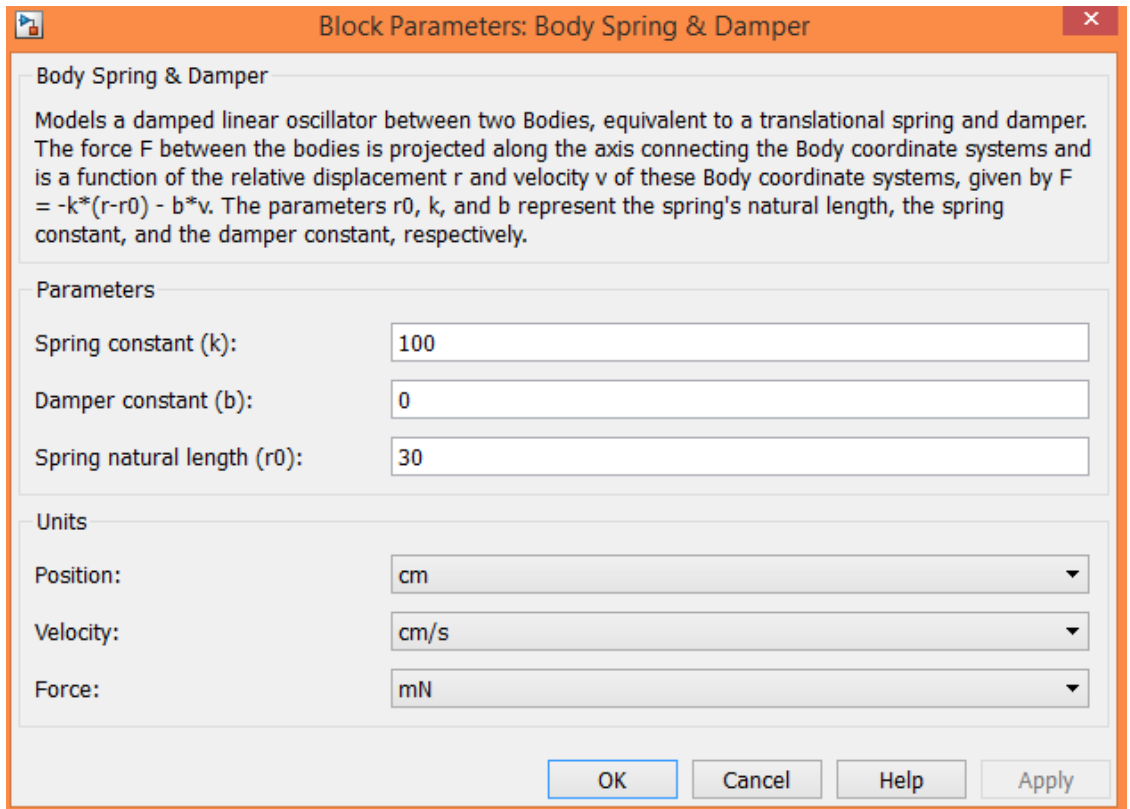 Block Parameters: Body Spring & Damper
Body Spring & Damper
Models a damped linear oscillator between two Bodies, equivalent to a translational spring and damper.
The force F between the bodies is projected along the axis connecting the Body coordinate systems and
is a function of the relative displacement r and velocity v of these Body coordinate systems, given by F
= -k*(r-r0) - b*v. The parameters r0, k, and b represent the spring's natural length, the spring
constant, and the damper constant, respectively.
Parameters
Spring constant (k): 100
Damper constant (b): 0
Spring natural length (r0): 30
Units
Position: cm
Velocity: cm/s
Force: mN
OK Cancel Help Apply